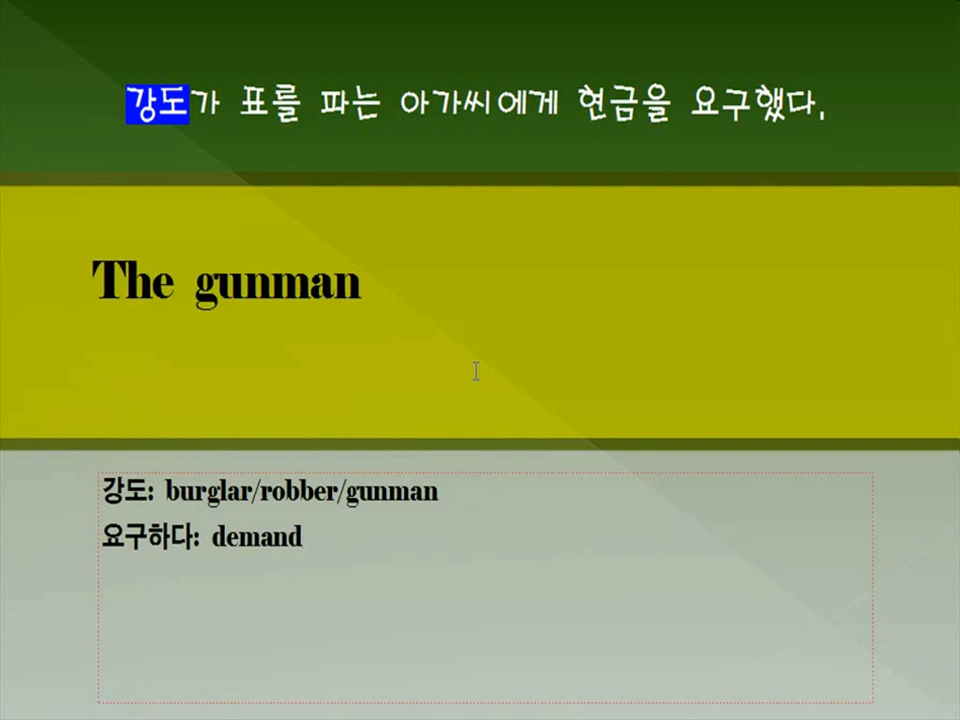 강도가 표를 파는 아가씨에게 현금을 요구했다.
The gunman
강도: burglar/robber/gunman
요구하다: demand